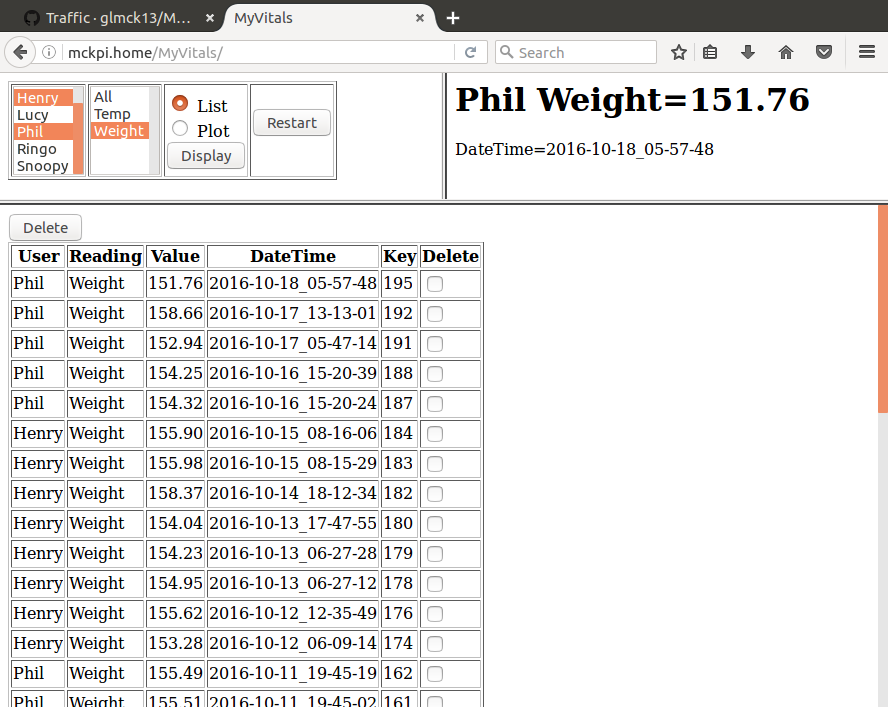 Traffic · glmck13/M... × MyVitals × +
mckpi.home/MyVitals/ Search
Henry
Lucy
Phil
Ringo
Snoopy
All
Temp
Weight
List
Plot
Display
Restart
Phil Weight=151.76
DateTime=2016-10-18_05-57-48
Delete
User Reading Value DateTime Key Delete
Phil Weight 151.76 2016-10-18_05-57-48 195
Phil Weight 158.66 2016-10-17_13-13-01 192
Phil Weight 152.94 2016-10-17_05-47-14 191
Phil Weight 154.25 2016-10-16_15-20-39 188
Phil Weight 154.32 2016-10-16_15-20-24 187
Henry Weight 155.90 2016-10-15_08-16-06 184
Henry Weight 155.98 2016-10-15_08-15-29 183
Henry Weight 158.37 2016-10-14_18-12-34 182
Henry Weight 154.04 2016-10-13_17-47-55 180
Henry Weight 154.23 2016-10-13_06-27-28 179
Henry Weight 154.95 2016-10-13_06-27-12 178
Henry Weight 155.62 2016-10-12_12-35-49 176
Henry Weight 153.28 2016-10-12_06-09-14 174
Phil Weight 155.49 2016-10-11_19-45-19 162
Phil Weight 155.51 2016-10-11_19-45-02 161